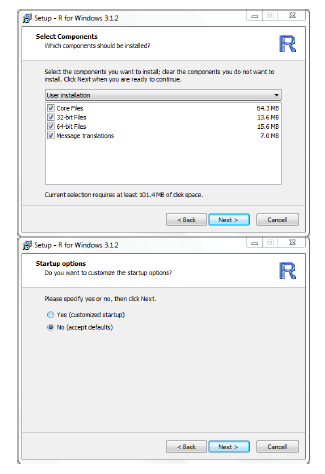 Setup - R for Windows 3.1.2
Select Components
Which components should be installed?
R
Select the components you want to install; clear the components you do not want to
install. Click Next when you are ready to continue.
User installation
Core Files 64.3 MB
32-bit Files 13.6 MB
64-bit Files 15.6 MB
Message translations 7.0 MB
Current selection requires at least 101.4 MB of disk space.
< Back Next > Cancel
Setup - R for Windows 3.1.2
Startup options
Do you want to customize the startup options?
R
Please specify yes or no, then click Next.
Yes (customized startup)
No (accept defaults)
< Back Next > Cancel